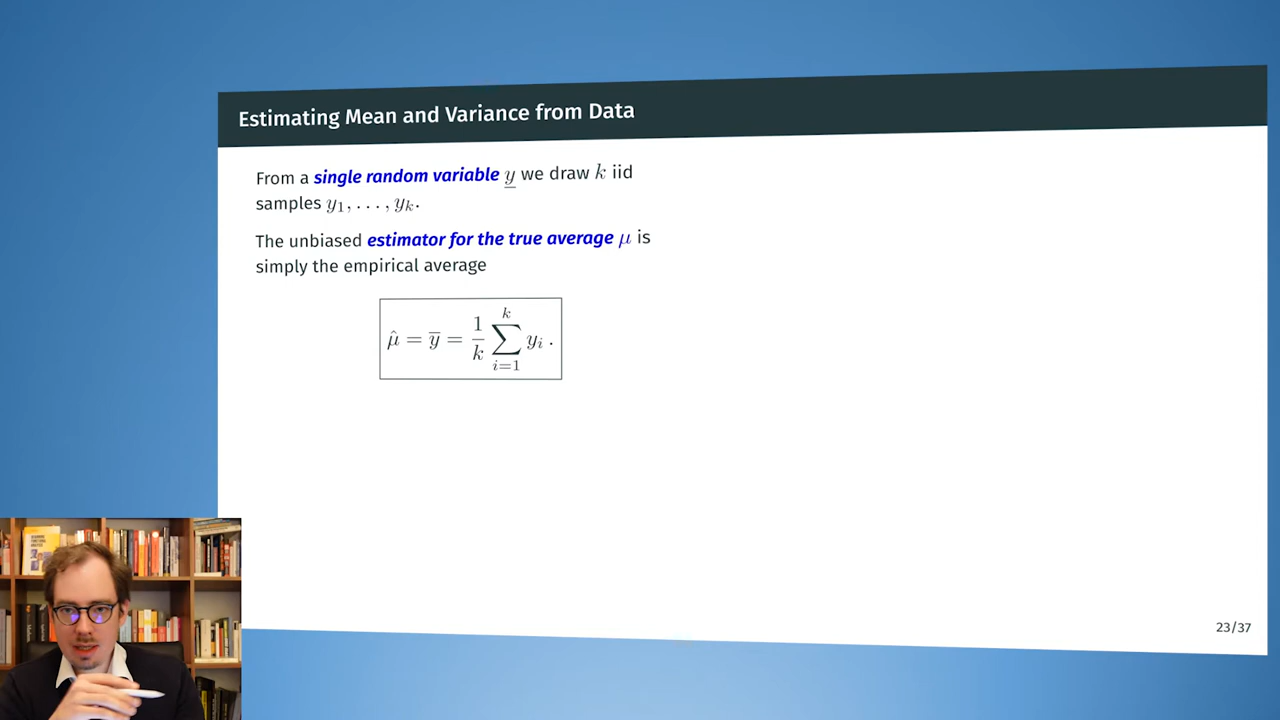 Estimating Mean and Variance from Data
From a single random variable y we draw k iid
samples y₁, . . . , yₖ.
The unbiased estimator for the true average μ is
simply the empirical average
μ̂ = y̅ = 1/k ∑ᵢ₌₁ᵏ yᵢ .
23/37